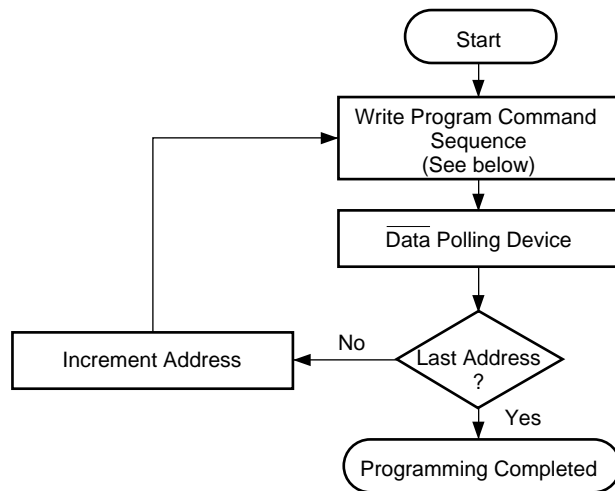 Start
Write Program Command
Sequence
(See below)
Data Polling Device
Increment Address
No
Last Address
?
Yes
Programming Completed